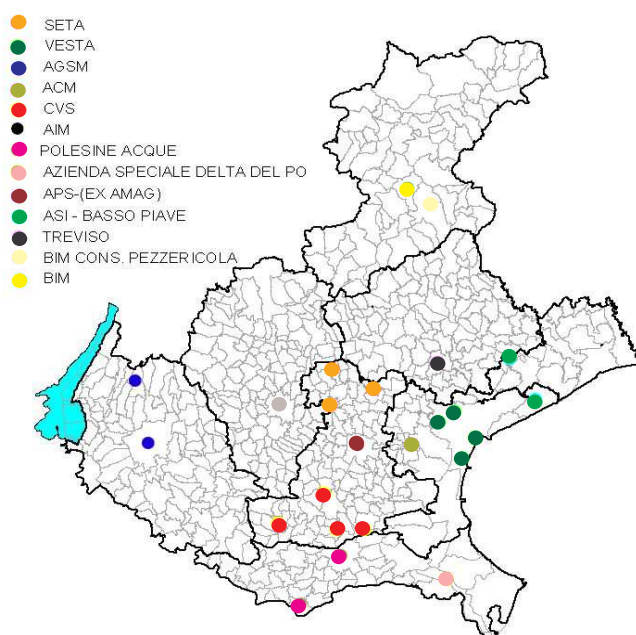 SETA
VESTA
AGSM
ACM
CVS
AIM
POLESINE ACQUE
AZIENDA SPECIALE DELTA DEL PO
APS-(EX AMAG)
ASI - BASSO PIAVE
TREVISO
BIM CONS. PEZZERICOLA
BIM